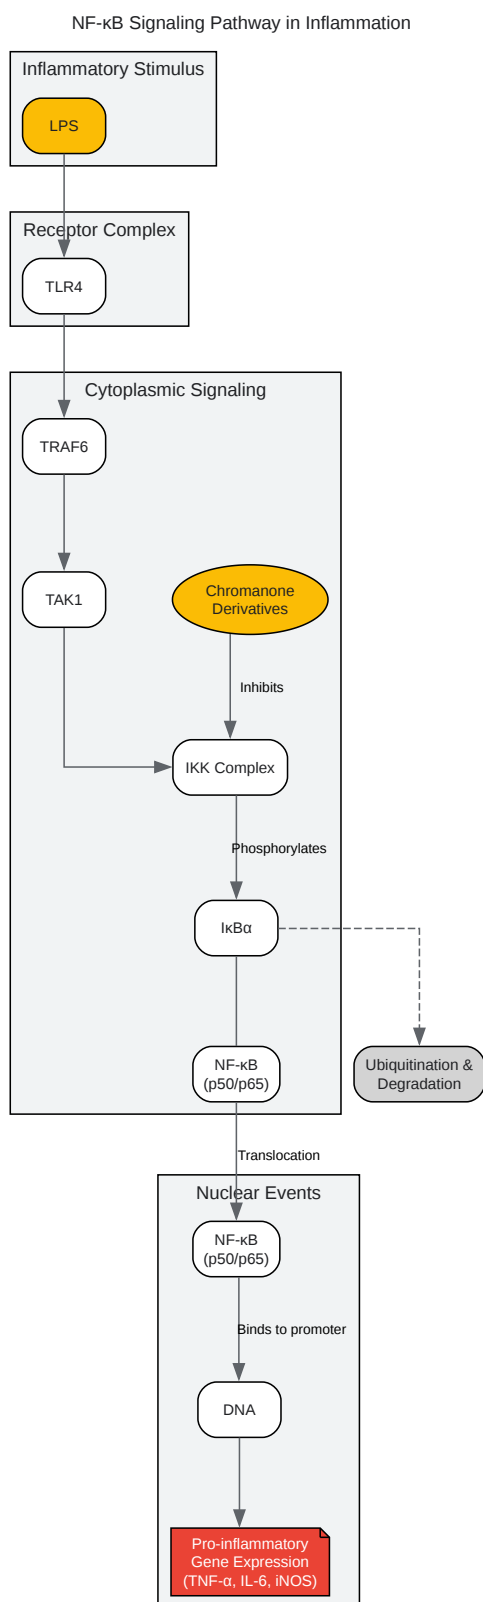 NF-κB Signaling Pathway in Inflammation
Inflammatory Stimulus
LPS
Receptor Complex
TLR4
Cytoplasmic Signaling
TRAF6
TAK1
Chromanone
Derivatives
Inhibits
IKK Complex
Phosphorylates
IκBα
NF-κB
(p50/p65)
Ubiquitination &
Degradation
Translocation
Nuclear Events
NF-κB
(p50/p65)
Binds to promoter
DNA
Pro-inflammatory
Gene Expression
(TNF-α, IL-6, iNOS)